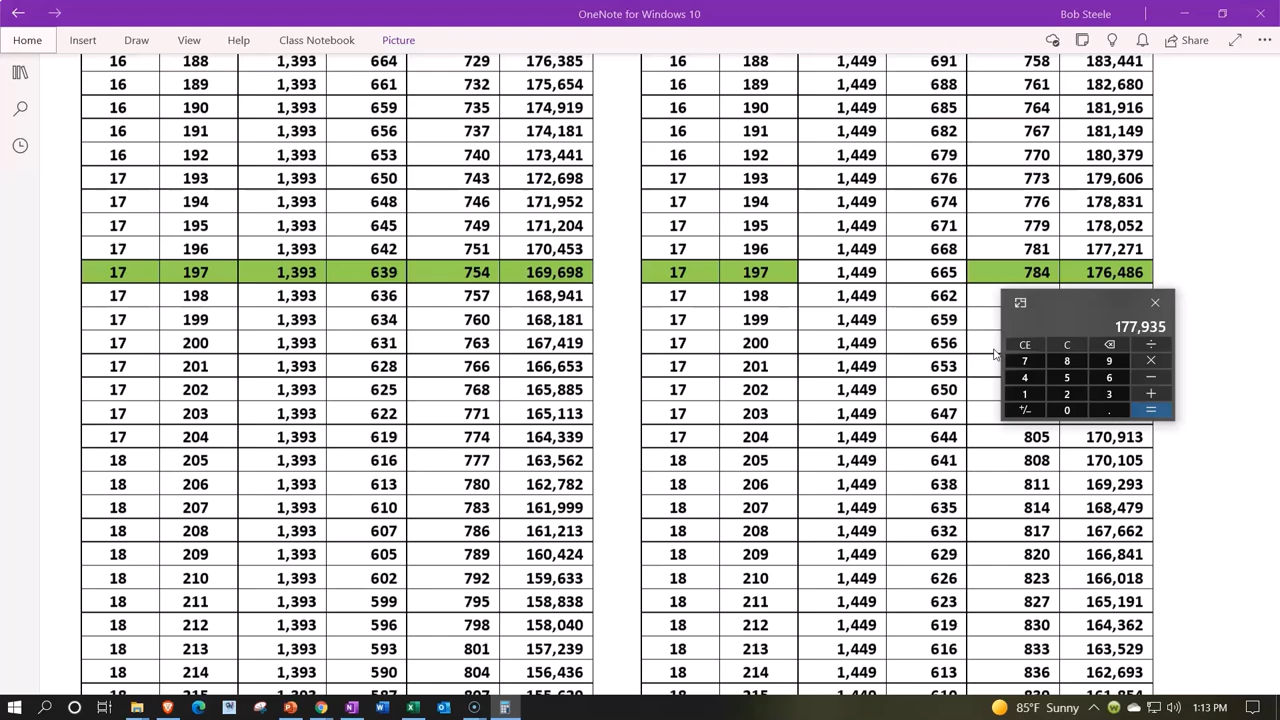 OneNote for Windows 10
Bob Steele
Home Insert Draw View Help Class Notebook Picture
Share
16 188 1,393 664 729 176,385 16 188 1,449 691 758 183,441
16 189 1,393 661 732 175,654 16 189 1,449 688 761 182,680
16 190 1,393 659 735 174,919 16 190 1,449 685 764 181,916
16 191 1,393 656 737 174,181 16 191 1,449 682 767 181,149
16 192 1,393 653 740 173,441 16 192 1,449 679 770 180,379
17 193 1,393 650 743 172,698 17 193 1,449 676 773 179,606
17 194 1,393 648 746 171,952 17 194 1,449 674 776 178,831
17 195 1,393 645 749 171,204 17 195 1,449 671 779 178,052
17 196 1,393 642 751 170,453 17 196 1,449 668 781 177,271
17 197 1,393 639 754 169,698 17 197 1,449 665 784 176,486
17 198 1,393 636 757 168,941 17 198 1,449 662
17 199 1,393 634 760 168,181 17 199 1,449 659
17 200 1,393 631 763 167,419 17 200 1,449 656
17 201 1,393 628 766 166,653 17 201 1,449 653
17 202 1,393 625 768 165,885 17 202 1,449 650
17 203 1,393 622 771 165,113 17 203 1,449 647
177,935
CE C ⌫ ÷
7 8 9 ×
4 5 6 −
1 2 3 +
+/− 0 . =
17 204 1,393 619 774 164,339 17 204 1,449 644 805 170,913
18 205 1,393 616 777 163,562 18 205 1,449 641 808 170,105
18 206 1,393 613 780 162,782 18 206 1,449 638 811 169,293
18 207 1,393 610 783 161,999 18 207 1,449 635 814 168,479
18 208 1,393 607 786 161,213 18 208 1,449 632 817 167,662
18 209 1,393 605 789 160,424 18 209 1,449 629 820 166,841
18 210 1,393 602 792 159,633 18 210 1,449 626 823 166,018
18 211 1,393 599 795 158,838 18 211 1,449 623 827 165,191
18 212 1,393 596 798 158,040 18 212 1,449 619 830 164,362
18 213 1,393 593 801 157,239 18 213 1,449 616 833 163,529
18 214 1,393 590 804 156,436 18 214 1,449 613 836 162,693
85°F Sunny 1:13 PM